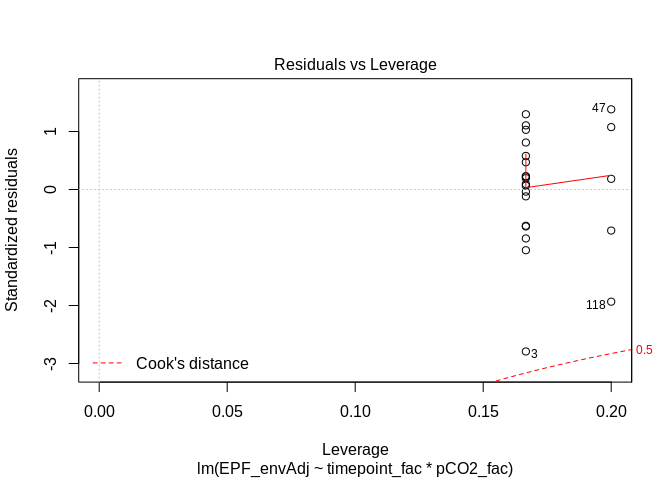 Residuals vs Leverage
Standardized residuals
1
0
-1
-2
-3
47
118
3
0.5
Cook's distance
0.00 0.05 0.10 0.15 0.20
Leverage
lm(EPF_envAdj ~ timepoint_fac * pCO2_fac)